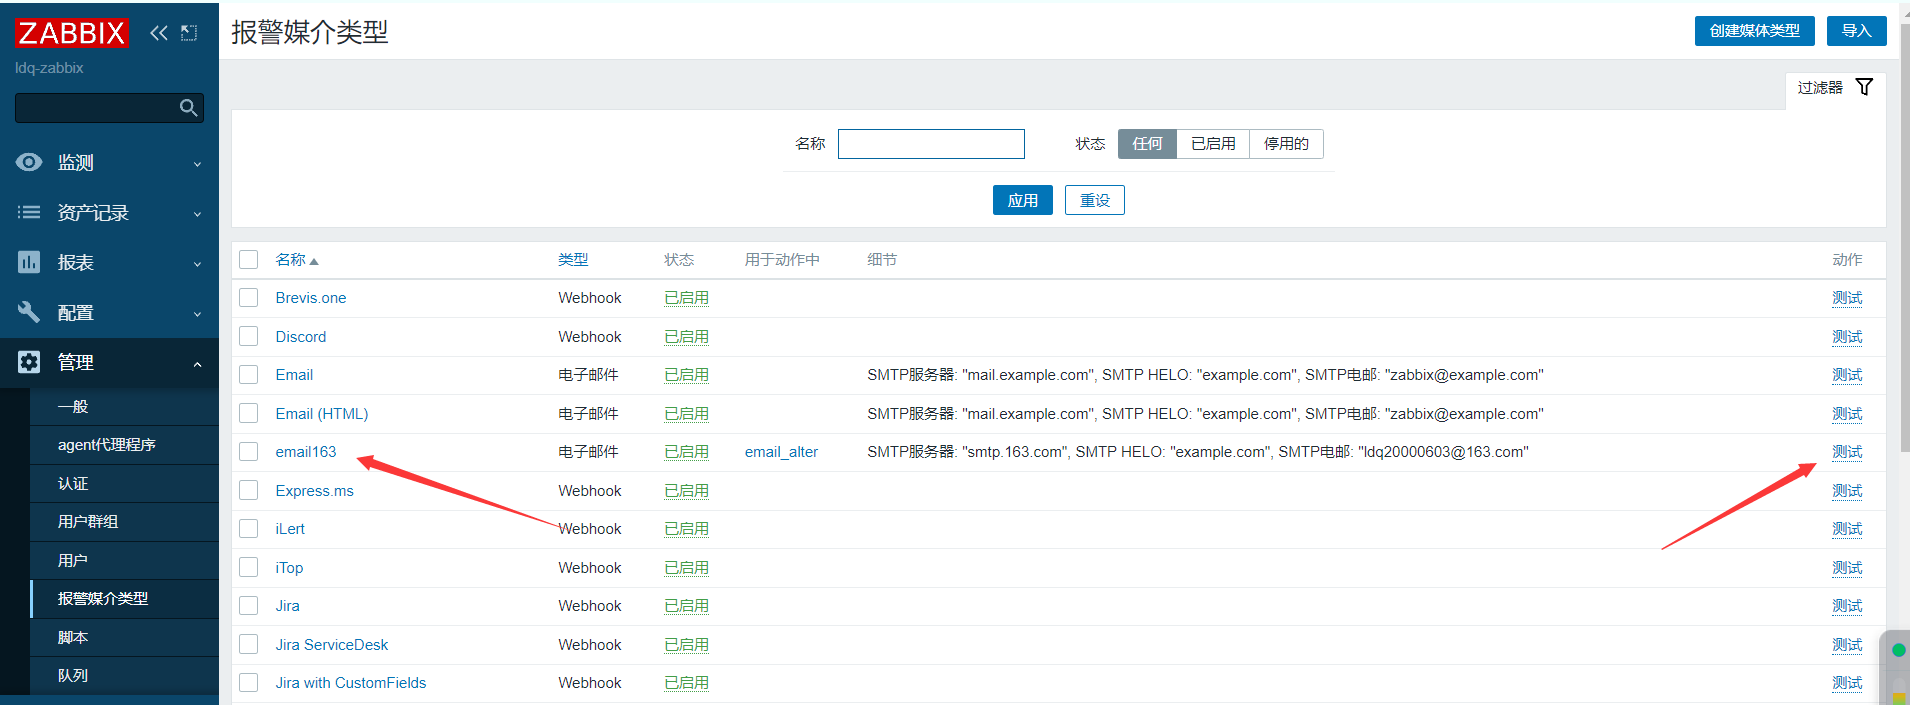 ZABBIX
ldq-zabbix
监测
资产记录
报表
配置
管理
一般
agent代理程序
认证
用户群组
用户
报警媒介类型
脚本
队列
报警媒介类型
创建媒体类型 导入
过滤器
名称 状态 任何 已启用 停用的
应用 重设
名称 类型 状态 用于动作中 细节 动作
Brevis.one Webhook 已启用 测试
Discord Webhook 已启用 测试
Email 电子邮件 已启用 SMTP服务器: "mail.example.com", SMTP HELO: "example.com", SMTP电邮: "zabbix@example.com" 测试
Email (HTML) 电子邮件 已启用 SMTP服务器: "mail.example.com", SMTP HELO: "example.com", SMTP电邮: "zabbix@example.com" 测试
email163 电子邮件 已启用 email_alter SMTP服务器: "smtp.163.com", SMTP HELO: "example.com", SMTP电邮: "ldq20000603@163.com" 测试
Express.ms Webhook 已启用 测试
iLert Webhook 已启用 测试
iTop Webhook 已启用 测试
Jira Webhook 已启用 测试
Jira ServiceDesk Webhook 已启用 测试
Jira with CustomFields Webhook 已启用 测试